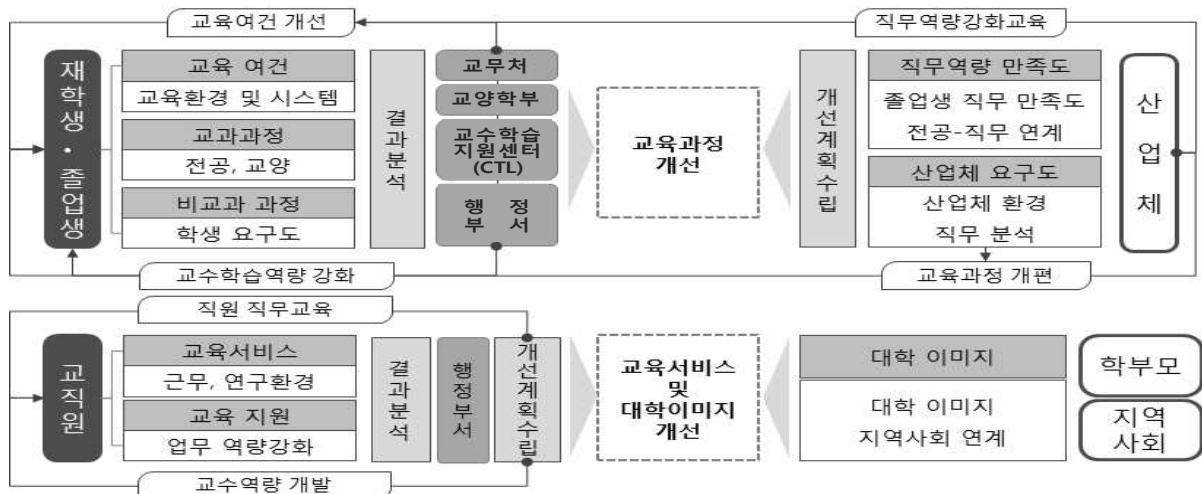 교육여건 개선
직무역량강화교육
재학생·졸업생
교육 여건
교육환경 및 시스템
교과과정
전공, 교양
비교과 과정
학생 요구도
결과분석
교무처
교양학부
교수학습
지원센터
(CTL)
행 정
부 서
교육과정
개선
개선계획수립
직무역량 만족도
졸업생 직무 만족도
전공-직무 연계
산업체 요구도
산업체 환경
직무 분석
산업체
교수학습역량 강화
교육과정 개편
직원 직무교육
교직원
교육서비스
근무, 연구환경
교육 지원
업무 역량강화
결과분석
행정부서
개선계획수립
교육서비스
및
대학이미지
개선
대학 이미지
대학 이미지
지역사회 연계
학부모
지역
사회
교수역량 개발